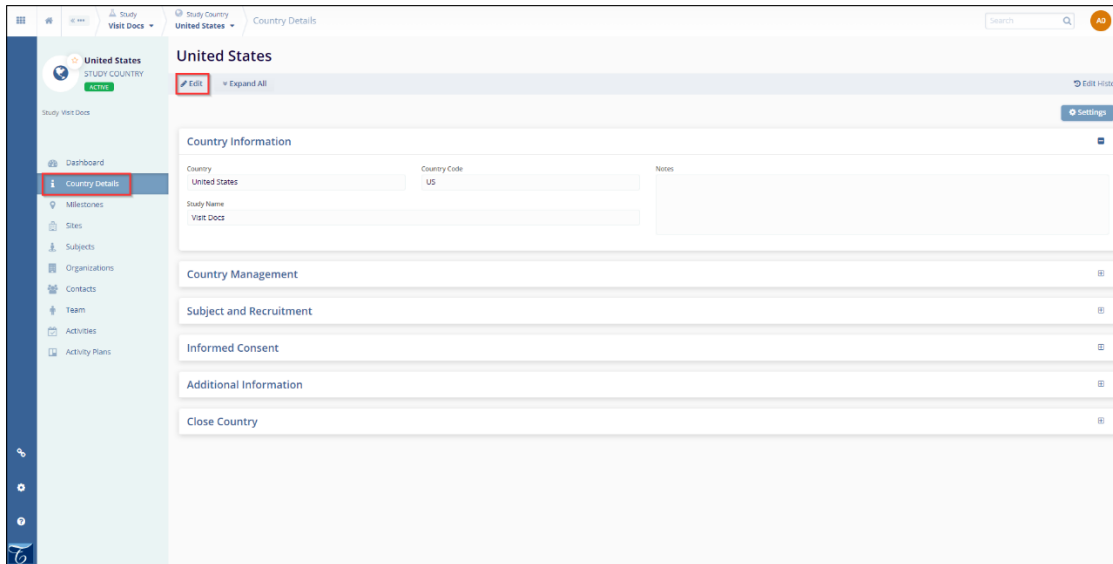 Study
Visit Docs
Study Country
United States
Country Details
Search
AO
United States
STUDY COUNTRY
ACTIVE
Study Visit Docs
Dashboard
Country Details
Milestones
Sites
Subjects
Organizations
Contacts
Team
Activities
Activity Plans
United States
Edit
Expand All
Edit Histo
Settings
Country Information
Country
Country Code
Notes
United States
US
Study Name
Visit Docs
Country Management
Subject and Recruitment
Informed Consent
Additional Information
Close Country